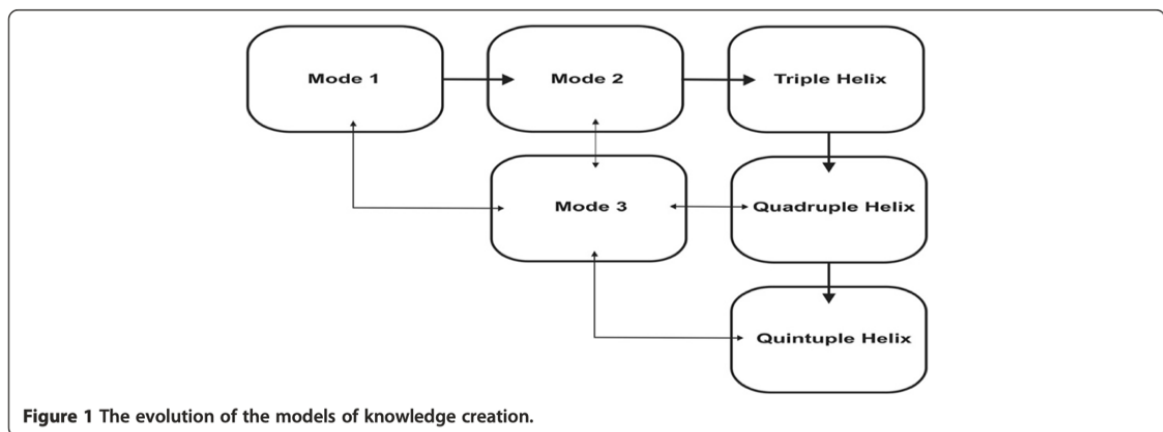 Mode 1
Mode 2
Triple Helix
Mode 3
Quadruple Helix
Quintuple Helix
Figure 1 The evolution of the models of knowledge creation.